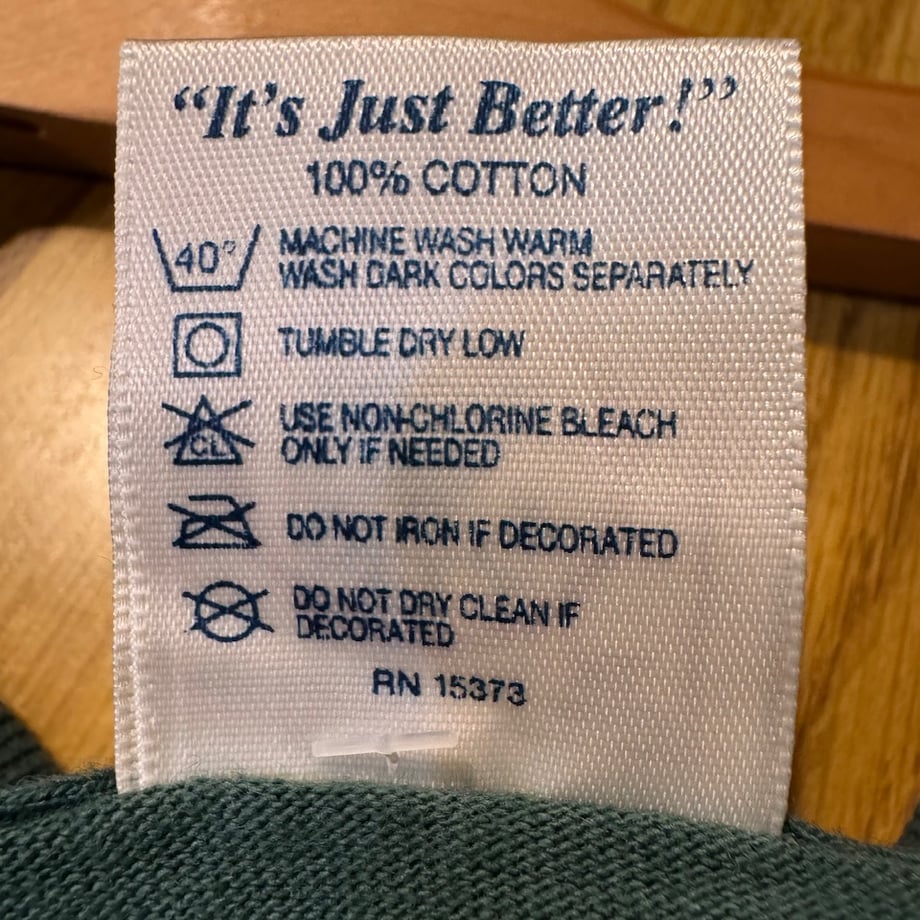 “It’s Just Better!”
100% COTTON
40°
MACHINE WASH WARM
WASH DARK COLORS SEPARATELY
TUMBLE DRY LOW
CL
USE NON-CHLORINE BLEACH
ONLY IF NEEDED
DO NOT IRON IF DECORATED
DO NOT DRY CLEAN IF
DECORATED
RN 15373